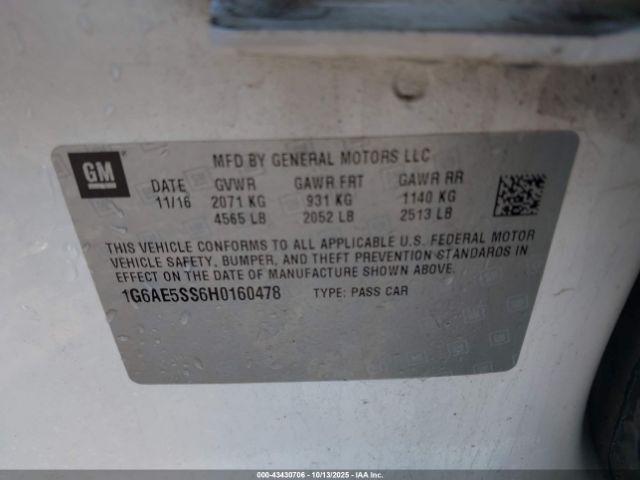 GM
MFD BY GENERAL MOTORS LLC
DATE GVWR GAWR FRT GAWR RR
11/16 2071 KG 931 KG 1140 KG
4565 LB 2052 LB 2513 LB
THIS VEHICLE CONFORMS TO ALL APPLICABLE U.S. FEDERAL MOTOR
VEHICLE SAFETY, BUMPER, AND THEFT PREVENTION STANDARDS IN
EFFECT ON THE DATE OF MANUFACTURE SHOWN ABOVE.
1G6AE5SS6H0160478 TYPE: PASS CAR
00-43430706 - 10/13/2025 - COPYRIGHT © IAA